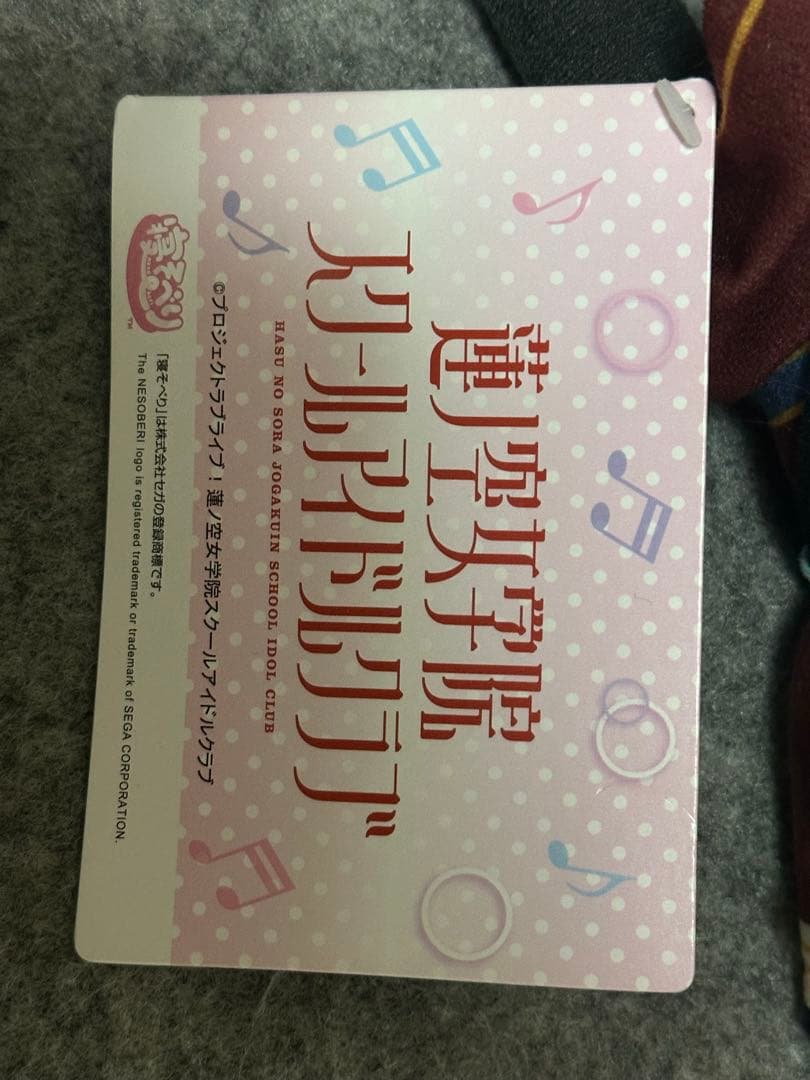 蓮ノ空女学院
スクールアイドルクラブ
HASU NO SORA JOGAKUIN SCHOOL IDOL CLUB
©プロジェクトラブライブ！蓮ノ空女学院スクールアイドルクラブ
寝そべり
TM
「寝そべり」は株式会社セガの登録商標です。
The NESOBERI logo is registered trademark or trademark of SEGA CORPORATION.